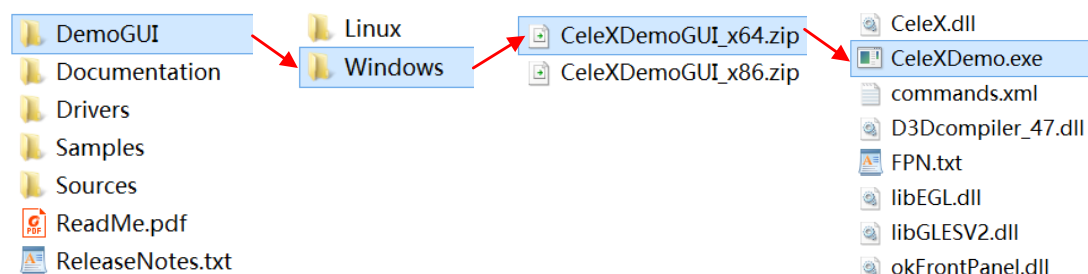 DemoGUI
Documentation
Drivers
Samples
Sources
ReadMe.pdf
ReleaseNotes.txt
Linux
Windows
CeleXDemoGUI_x64.zip
CeleXDemoGUI_x86.zip
CeleX.dll
CeleXDemo.exe
commands.xml
D3Dcompiler_47.dll
FPN.txt
libEGL.dll
libGLESV2.dll
okFrontPanel.dll